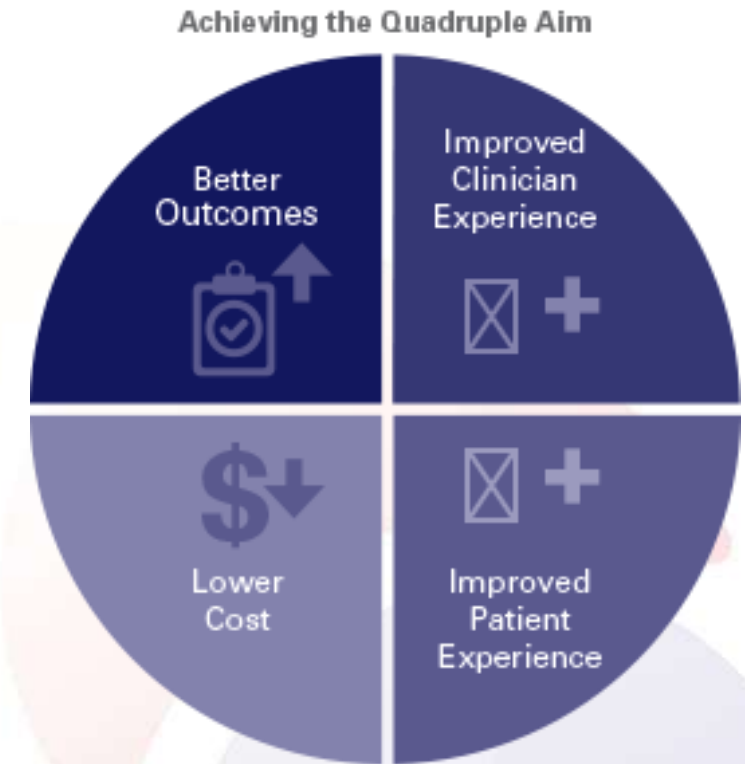 Achieving the Quadruple Aim
Better
Outcomes
Improved
Clinician
Experience
$
Lower
Cost
Improved
Patient
Experience